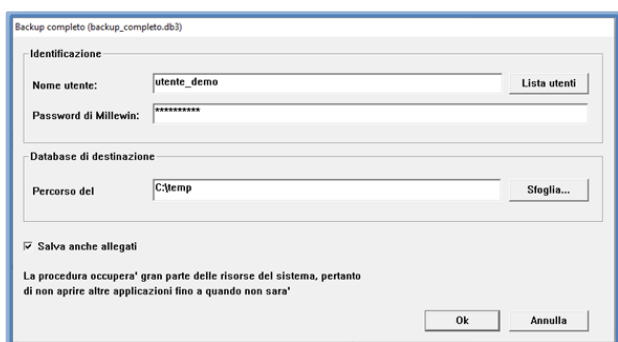 Backup completo (backup_completo.db3)
Identificazione
Nome utente: utente_demo Lista utenti
Password di Millewin: **********
Database di destinazione
Percorso del C:\temp Sfoglia...
Salva anche allegati
La procedura occupera' gran parte delle risorse del sistema, pertanto
di non aprire altre applicazioni fino a quando non sara'
Ok Annulla